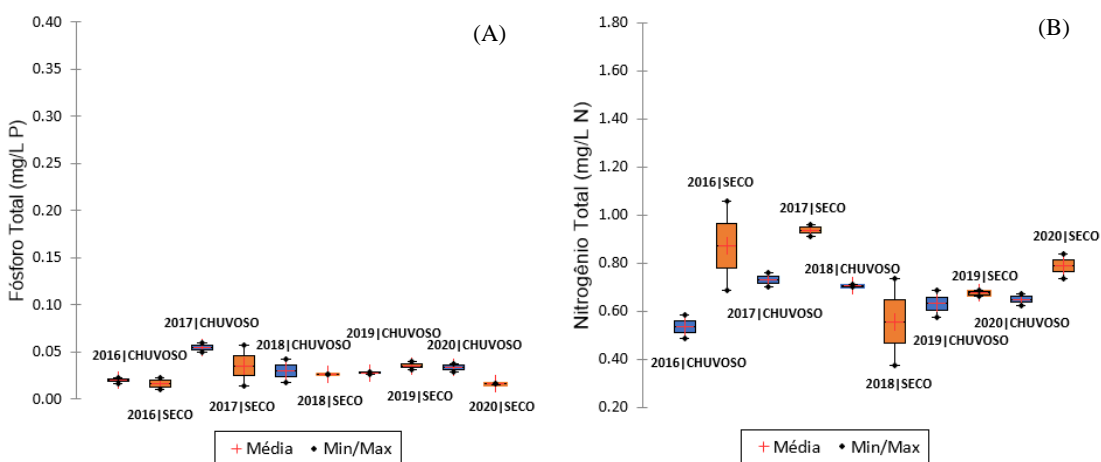 (A)
Fósforo Total (mg/L P)
0.40
0.35
0.30
0.25
0.20
0.15
0.10
0.05
0.00
2016|CHUVOSO
2016|SECO
2017|CHUVOSO
2017|SECO
2018|CHUVOSO
2018|SECO
2019|CHUVOSO
2019|SECO
2020|CHUVOSO
2020|SECO
Média Min/Max
(B)
Nitrogênio Total (mg/L N)
1.80
1.60
1.40
1.20
1.00
0.80
0.60
0.40
0.20
2016|CHUVOSO
2016|SECO
2017|CHUVOSO
2017|SECO
2018|CHUVOSO
2018|SECO
2019|CHUVOSO
2019|SECO
2020|CHUVOSO
2020|SECO
Média Min/Max